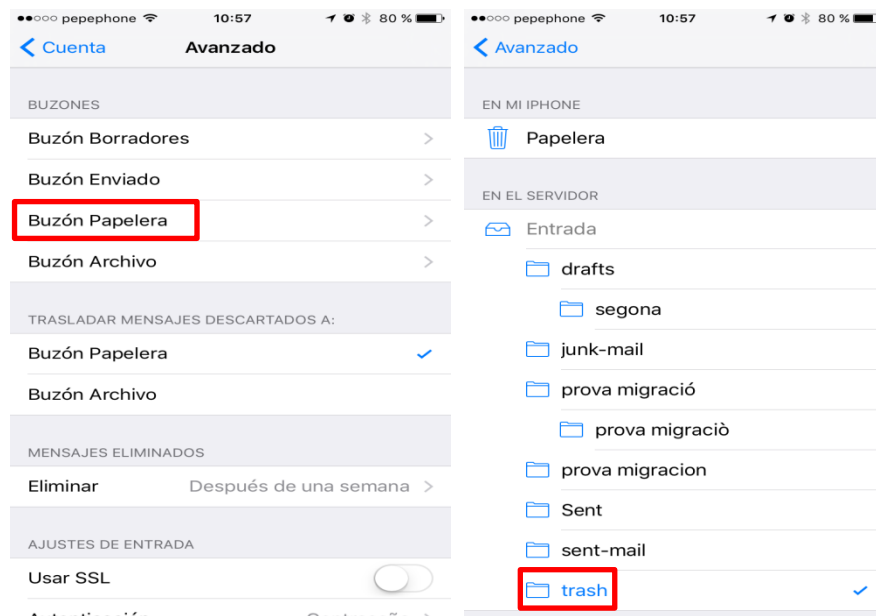 pepephone 10:57 80 %
Cuenta Avanzado
BUZONES
Buzón Borradores
Buzón Enviado
Buzón Papelera
Buzón Archivo
TRASLADAR MENSAJES DESCARTADOS A:
Buzón Papelera
Buzón Archivo
MENSAJES ELIMINADOS
Eliminar Después de una semana
AJUSTES DE ENTRADA
Usar SSL
pepephone 10:57 80 %
Avanzado
EN MI IPHONE
Papelera
EN EL SERVIDOR
Entrada
drafts
segona
junk-mail
prova migració
prova migraciò
prova migracion
Sent
sent-mail
trash